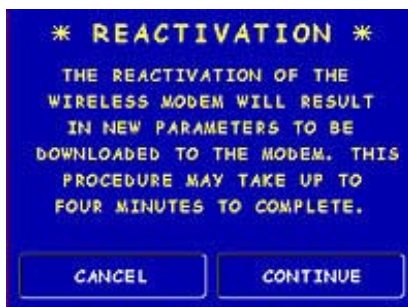 * REACTIVATION *
THE REACTIVATION OF THE
WIRELESS MODEM WILL RESULT
IN NEW PARAMETERS TO BE
DOWNLOADED TO THE MODEM. THIS
PROCEDURE MAY TAKE UP TO
FOUR MINUTES TO COMPLETE.
CANCEL CONTINUE